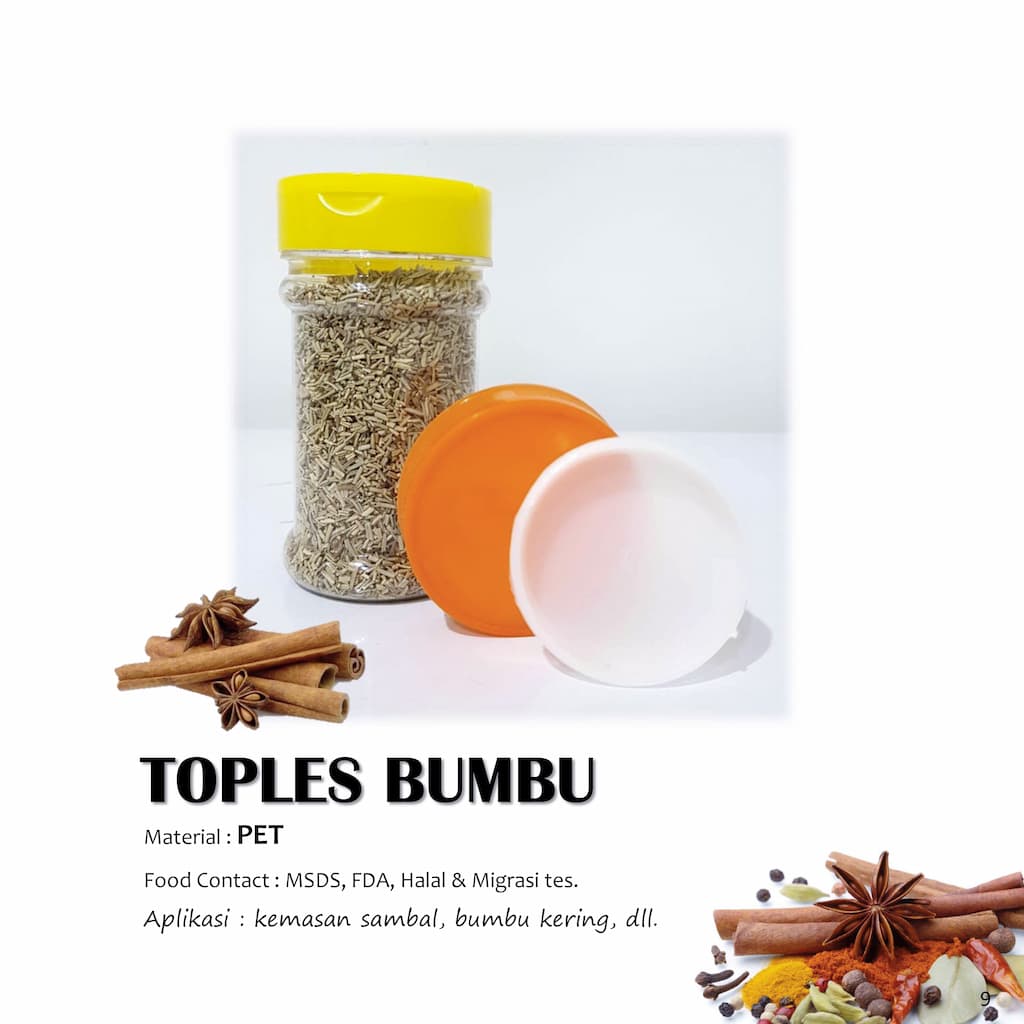 TOPLES BUMBU
Material : PET
Food Contact : MSDS, FDA, Halal & Migrasi tes.
Aplikasi : kemasan sambal, bumbu kering, dll.
9